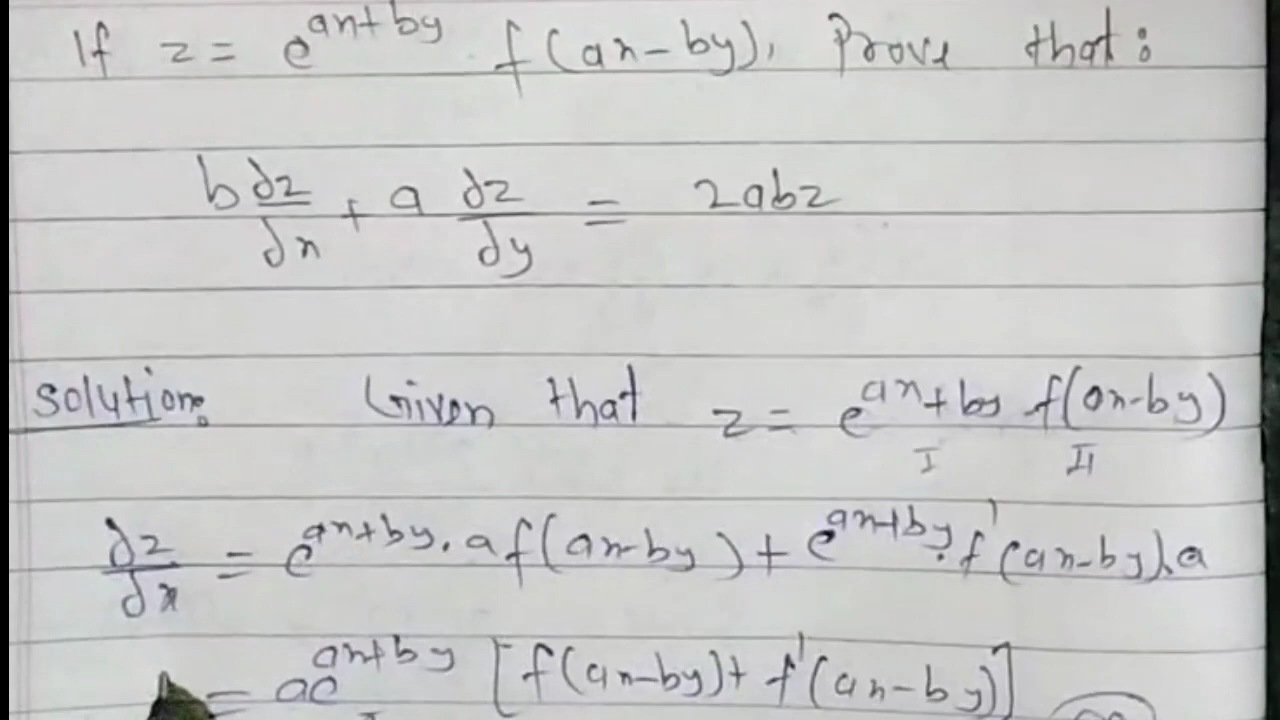 If z = e^{ax+by} f(ax-by), Prove that:
b ∂z/∂x + a ∂z/∂y = 2abz
Solution: Given that z = e^{ax+by} f(ax-by)
I II
∂z/∂x = e^{ax+by}. a f(ax-by) + e^{ax+by}. f'(ax-by).a
= ae^{ax+by} [f(ax-by) + f'(ax-by)]